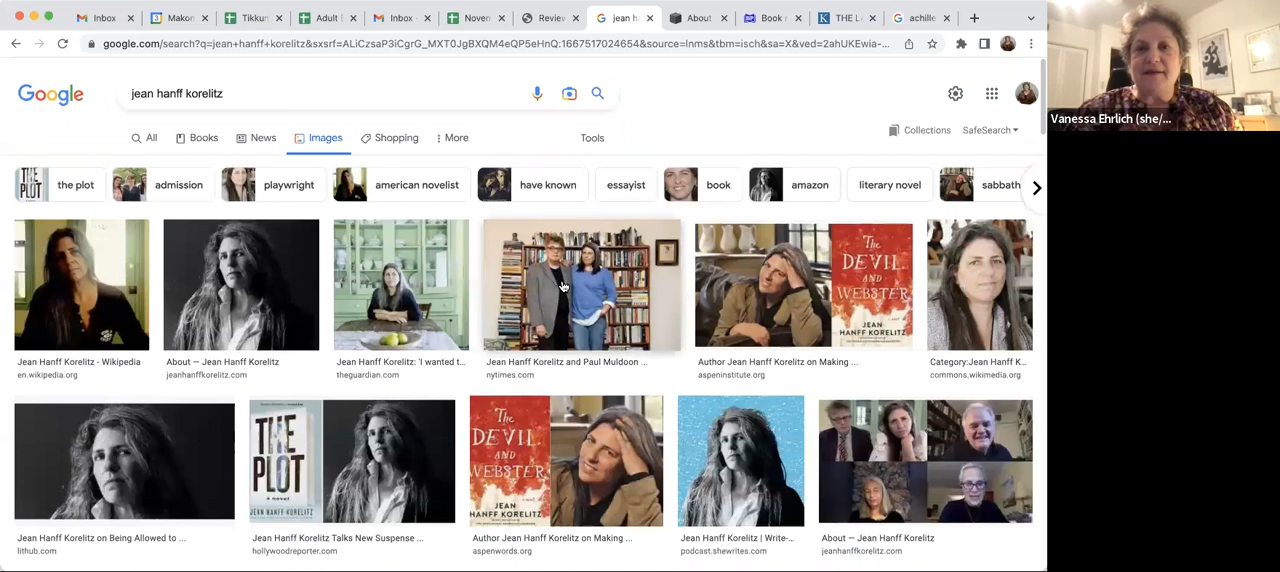 Inbox
Makon
Tikkun
Adult E
Inbox -
Noven
Review
jean h
About
Book
THE L
achille
google.com/search?q=jean+hanff+korelitz&sxsrf=ALiCzsaP3iCgrG_MXT0JgBXQM4eQP5eHnQ:1667517024654&source=lnms&tbm=isch&sa=X&ved=2ahUKEwia-...
Google
jean hanff korelitz
All
Books
News
Images
Shopping
More
Tools
Collections
SafeSearch
the plot
admission
playwright
american novelist
have known
essayist
book
amazon
literary novel
sabbath
THE DEVIL AND WEBSTER
JEAN HANFF KORELITZ
Jean Hanff Korelitz - Wikipedia
en.wikipedia.org
About — Jean Hanff Korelitz
jeanhanffkorelitz.com
Jean Hanff Korelitz: 'I wanted t...
theguardian.com
Jean Hanff Korelitz and Paul Muldoon ...
nytimes.com
Author Jean Hanff Korelitz on Making ...
aspeninstitute.org
Category:Jean Hanff K...
commons.wikimedia.org
THE PLOT
a novel
JEAN HANFF KORELITZ
The DEVIL AND WEBSTER
JEAN HANFF KORELITZ
Jean Hanff Korelitz on Being Allowed to ...
lithub.com
Jean Hanff Korelitz Talks New Suspense ...
hollywoodreporter.com
Author Jean Hanff Korelitz on Making ...
aspenwords.org
Jean Hanff Korelitz | Write-...
podcast.shewrites.com
About — Jean Hanff Korelitz
jeanhanffkorelitz.com
Vanessa Ehrlich (she/...